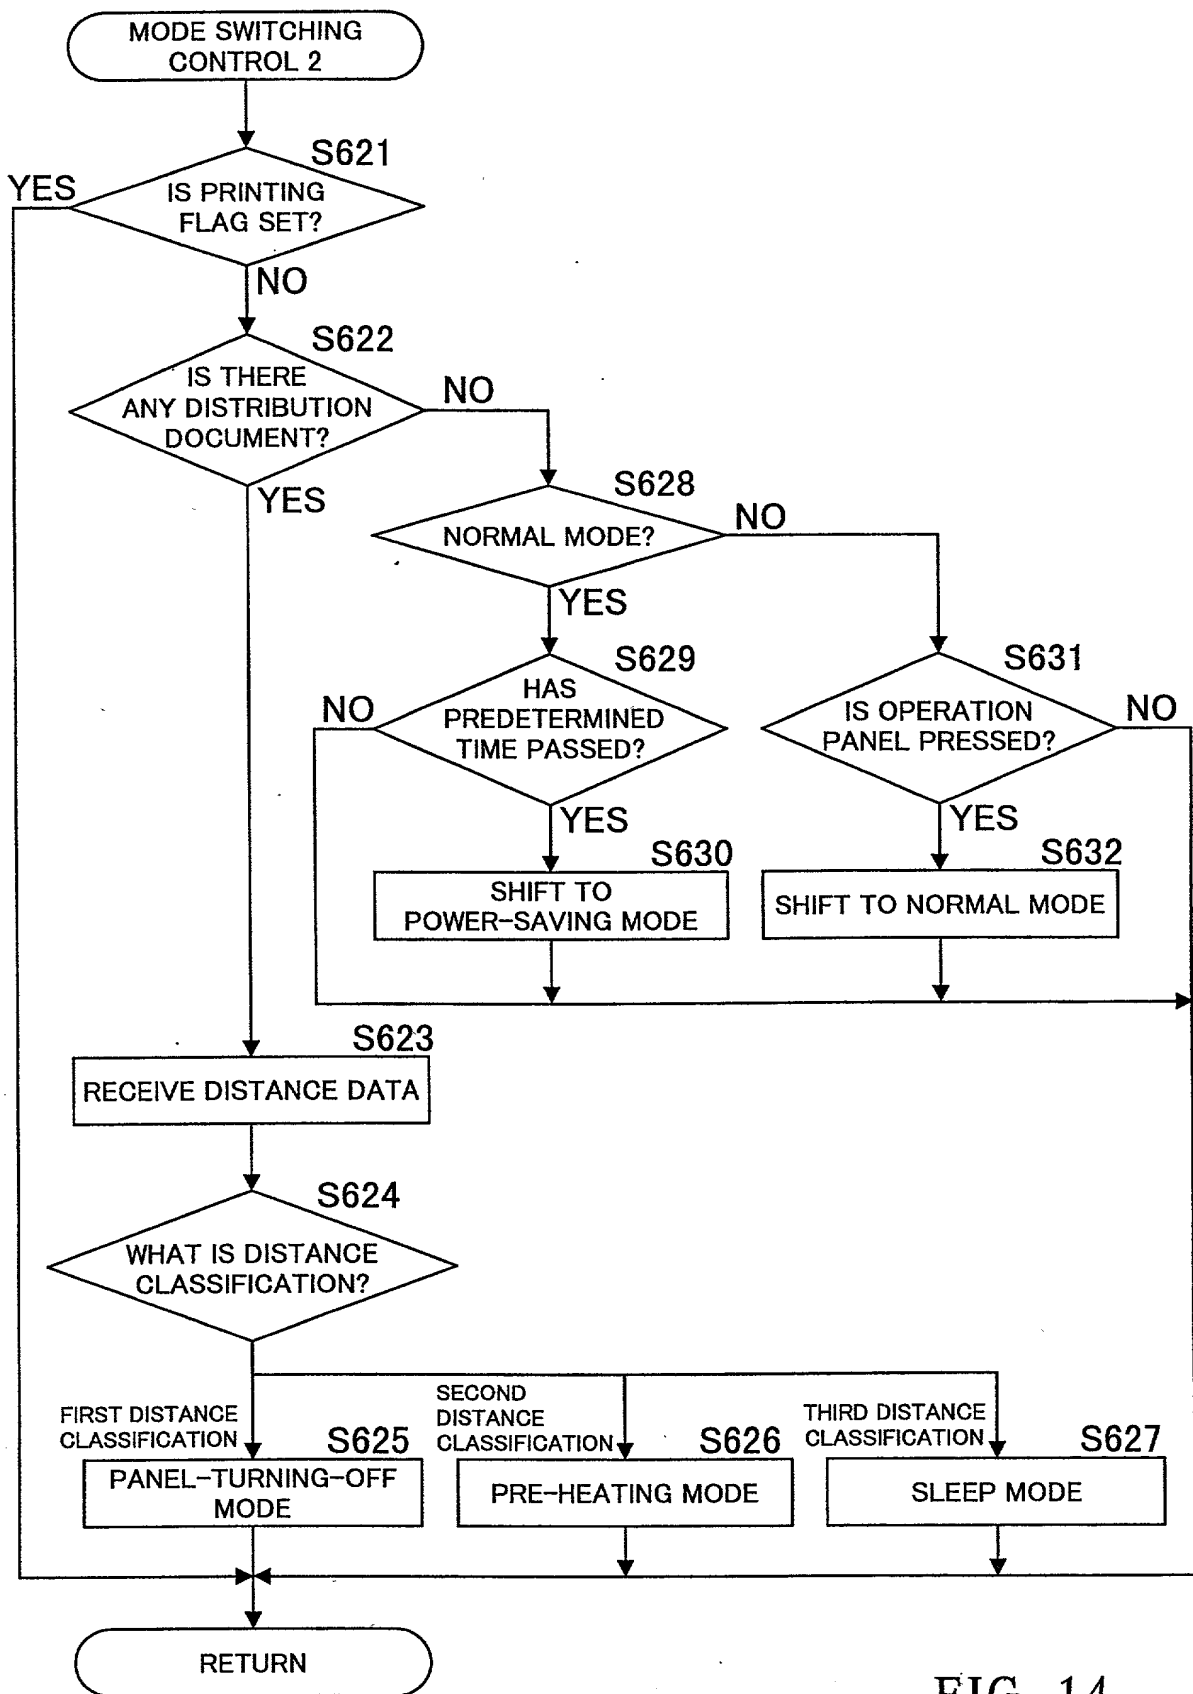 MODE SWITCHING
CONTROL 2
S621
YES
IS PRINTING
FLAG SET?
NO
S622
IS THERE
ANY DISTRIBUTION
DOCUMENT?
NO
YES
S628
NORMAL MODE?
NO
YES
S629
HAS
PREDETERMINED
TIME PASSED?
NO
YES
S631
IS OPERATION
PANEL PRESSED?
NO
YES
S630
SHIFT TO
POWER-SAVING MODE
S632
SHIFT TO NORMAL MODE
S623
RECEIVE DISTANCE DATA
S624
WHAT IS DISTANCE
CLASSIFICATION?
FIRST DISTANCE
CLASSIFICATION
S625
PANEL-TURNING-OFF
MODE
SECOND
DISTANCE
CLASSIFICATION
S626
PRE-HEATING MODE
THIRD DISTANCE
CLASSIFICATION
S627
SLEEP MODE
RETURN
FIG. 14